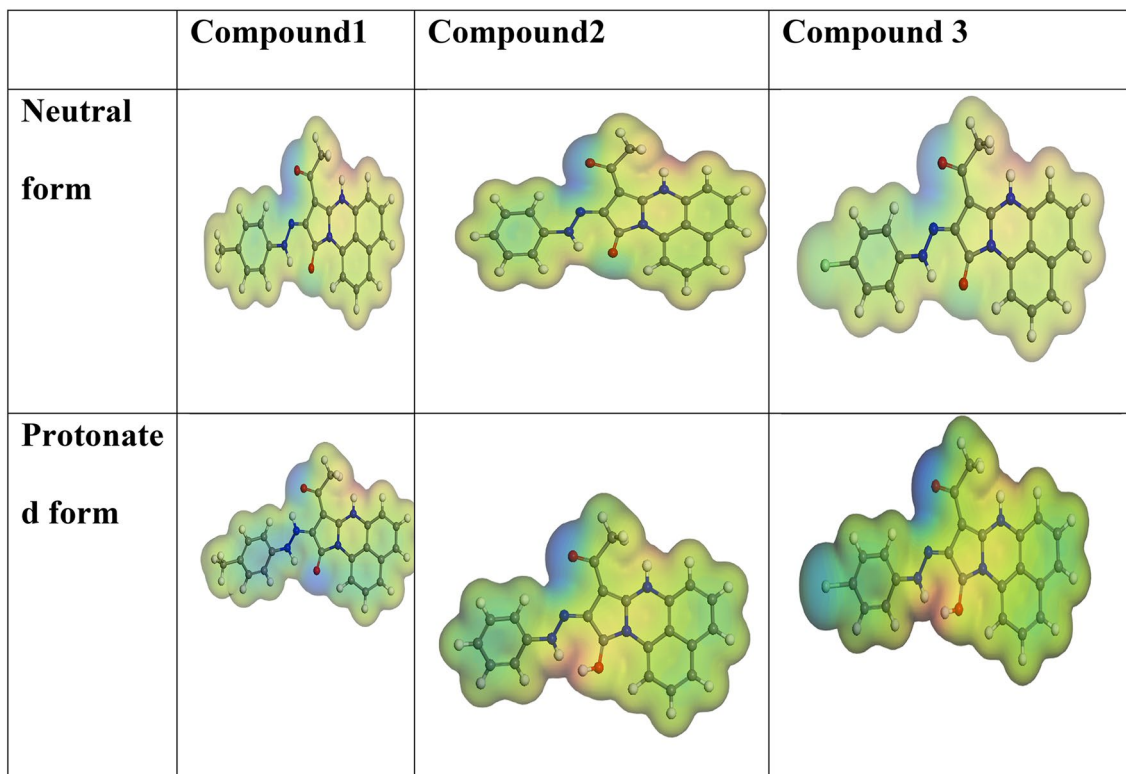 Compound1
Compound2
Compound 3
Neutral
form
Protonate
d form